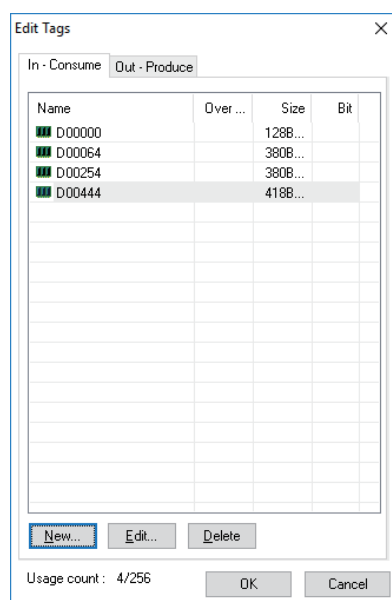 Edit Tags
In - Consume Out - Produce
Name Over ... Size Bit
D00000 128B...
D00064 380B...
D00254 380B...
D00444 418B...
New... Edit... Delete
Usage count : 4/256 OK Cancel